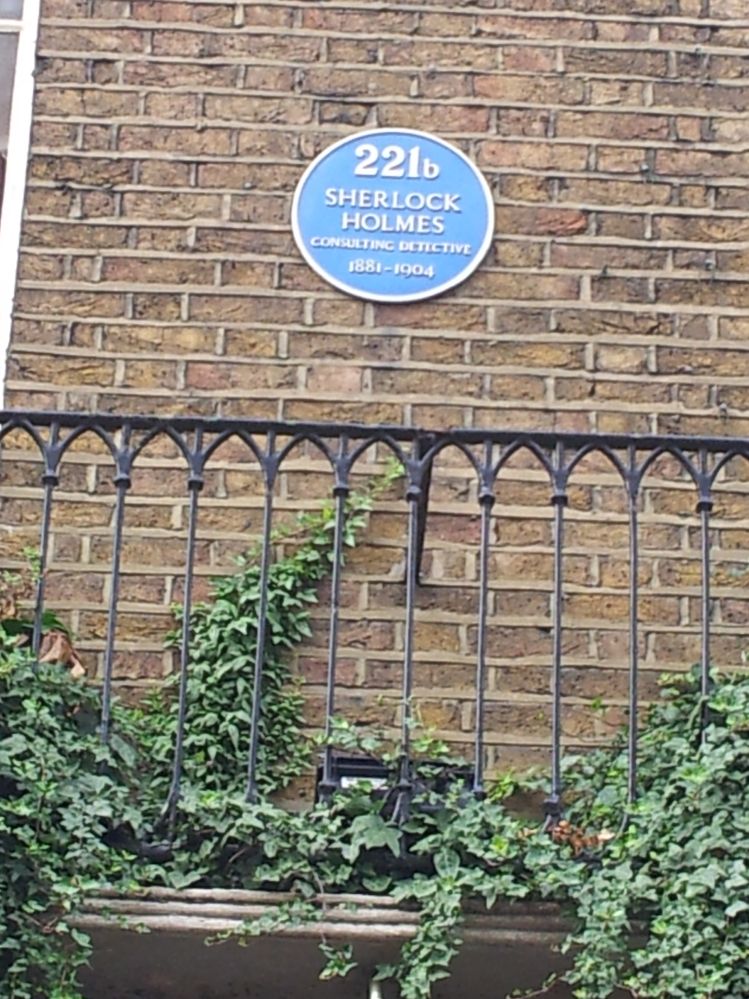 221b
SHERLOCK
HOLMES
CONSULTING DETECTIVE
1881-1904